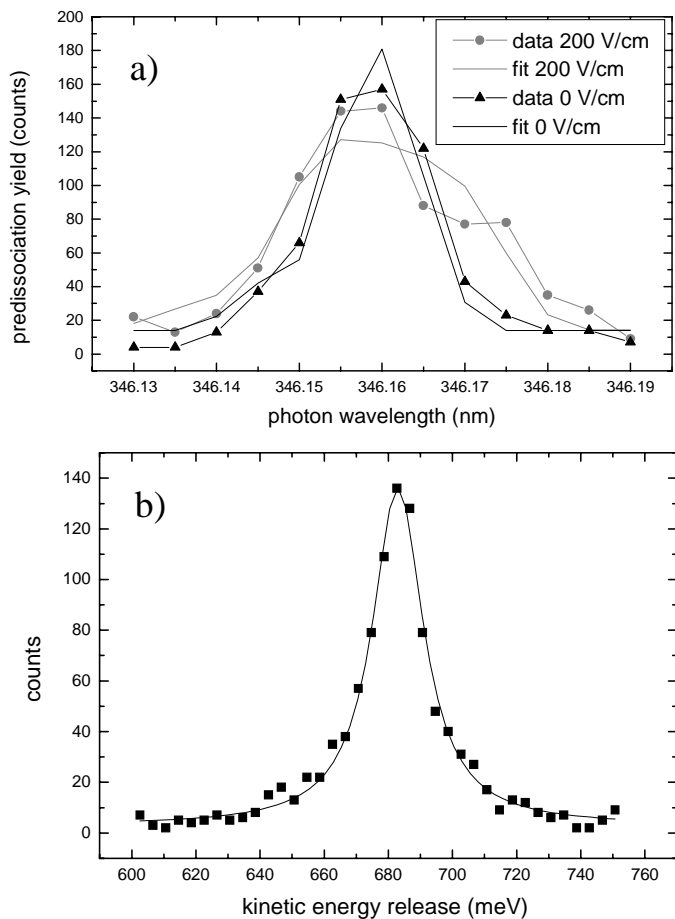 a)
data 200 V/cm
fit 200 V/cm
data 0 V/cm
fit 0 V/cm
predissociation yield (counts)
200
180
160
140
120
100
80
60
40
20
0
346.13 346.14 346.15 346.16 346.17 346.18 346.19
photon wavelength (nm)
b)
counts
140
120
100
80
60
40
20
0
600 620 640 660 680 700 720 740 760
kinetic energy release (meV)